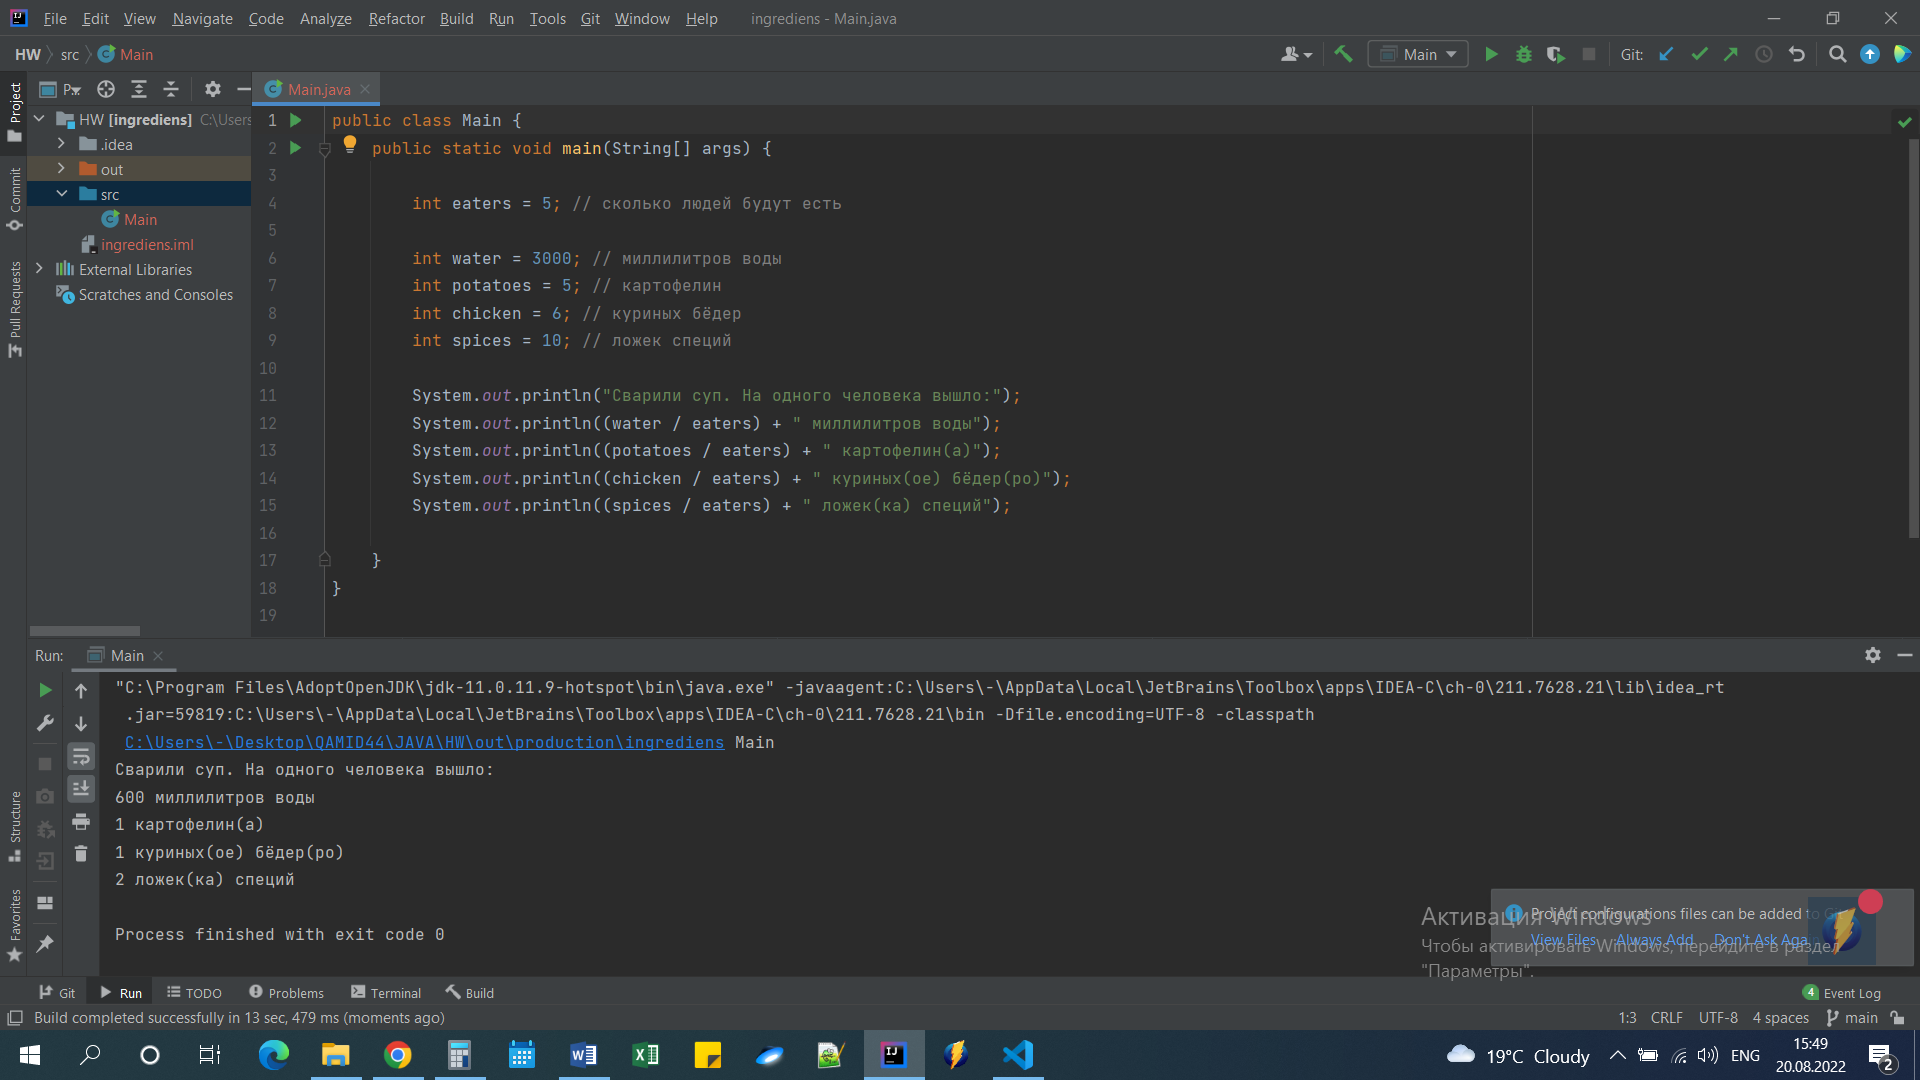 File Edit View Navigate Code Analyze Refactor Build Run Tools Git Window Help ingrediens - Main.java
HW src Main Main Git:
P
Main.java
Project
Commit
Pull Requests
Structure
Favorites
HW [ingrediens] C:\Users
.idea
out
src
Main
ingrediens.iml
External Libraries
Scratches and Consoles
1 public class Main {
2 public static void main(String[] args) {
3
4 int eaters = 5; // сколько людей будут есть
5
6 int water = 3000; // миллилитров воды
7 int potatoes = 5; // картофелин
8 int chicken = 6; // куриных бёдер
9 int spices = 10; // ложек специй
10
11 System.out.println("Сварили суп. На одного человека вышло:");
12 System.out.println((water / eaters) + " миллилитров воды");
13 System.out.println((potatoes / eaters) + " картофелин(а)");
14 System.out.println((chicken / eaters) + " куриных(ое) бёдер(ро)");
15 System.out.println((spices / eaters) + " ложек(ка) специй");
16
17 }
18 }
19
Run: Main
"C:\Program Files\AdoptOpenJDK\jdk-11.0.11.9-hotspot\bin\java.exe" -javaagent:C:\Users\-\AppData\Local\JetBrains\Toolbox\apps\IDEA-C\ch-0\211.7628.21\lib\idea_rt
.jar=59819:C:\Users\-\AppData\Local\JetBrains\Toolbox\apps\IDEA-C\ch-0\211.7628.21\bin -Dfile.encoding=UTF-8 -classpath
C:\Users\-\Desktop\QAMID44\JAVA\HW\out\production\ingrediens Main
Сварили суп. На одного человека вышло:
600 миллилитров воды
1 картофелин(а)
1 куриных(ое) бёдер(ро)
2 ложек(ка) специй
Process finished with exit code 0
Project configurations files can be added to
View Files Always Add Don't Ask Aga
Активация Windows
Чтобы активировать Windows, перейдите в раздел
"Параметры".
Git Run TODO Problems Terminal Build 4 Event Log
Build completed successfully in 13 sec, 479 ms (moments ago) 1:3 CRLF UTF-8 4 spaces main
19°C Cloudy ENG 15:49
20.08.2022 2